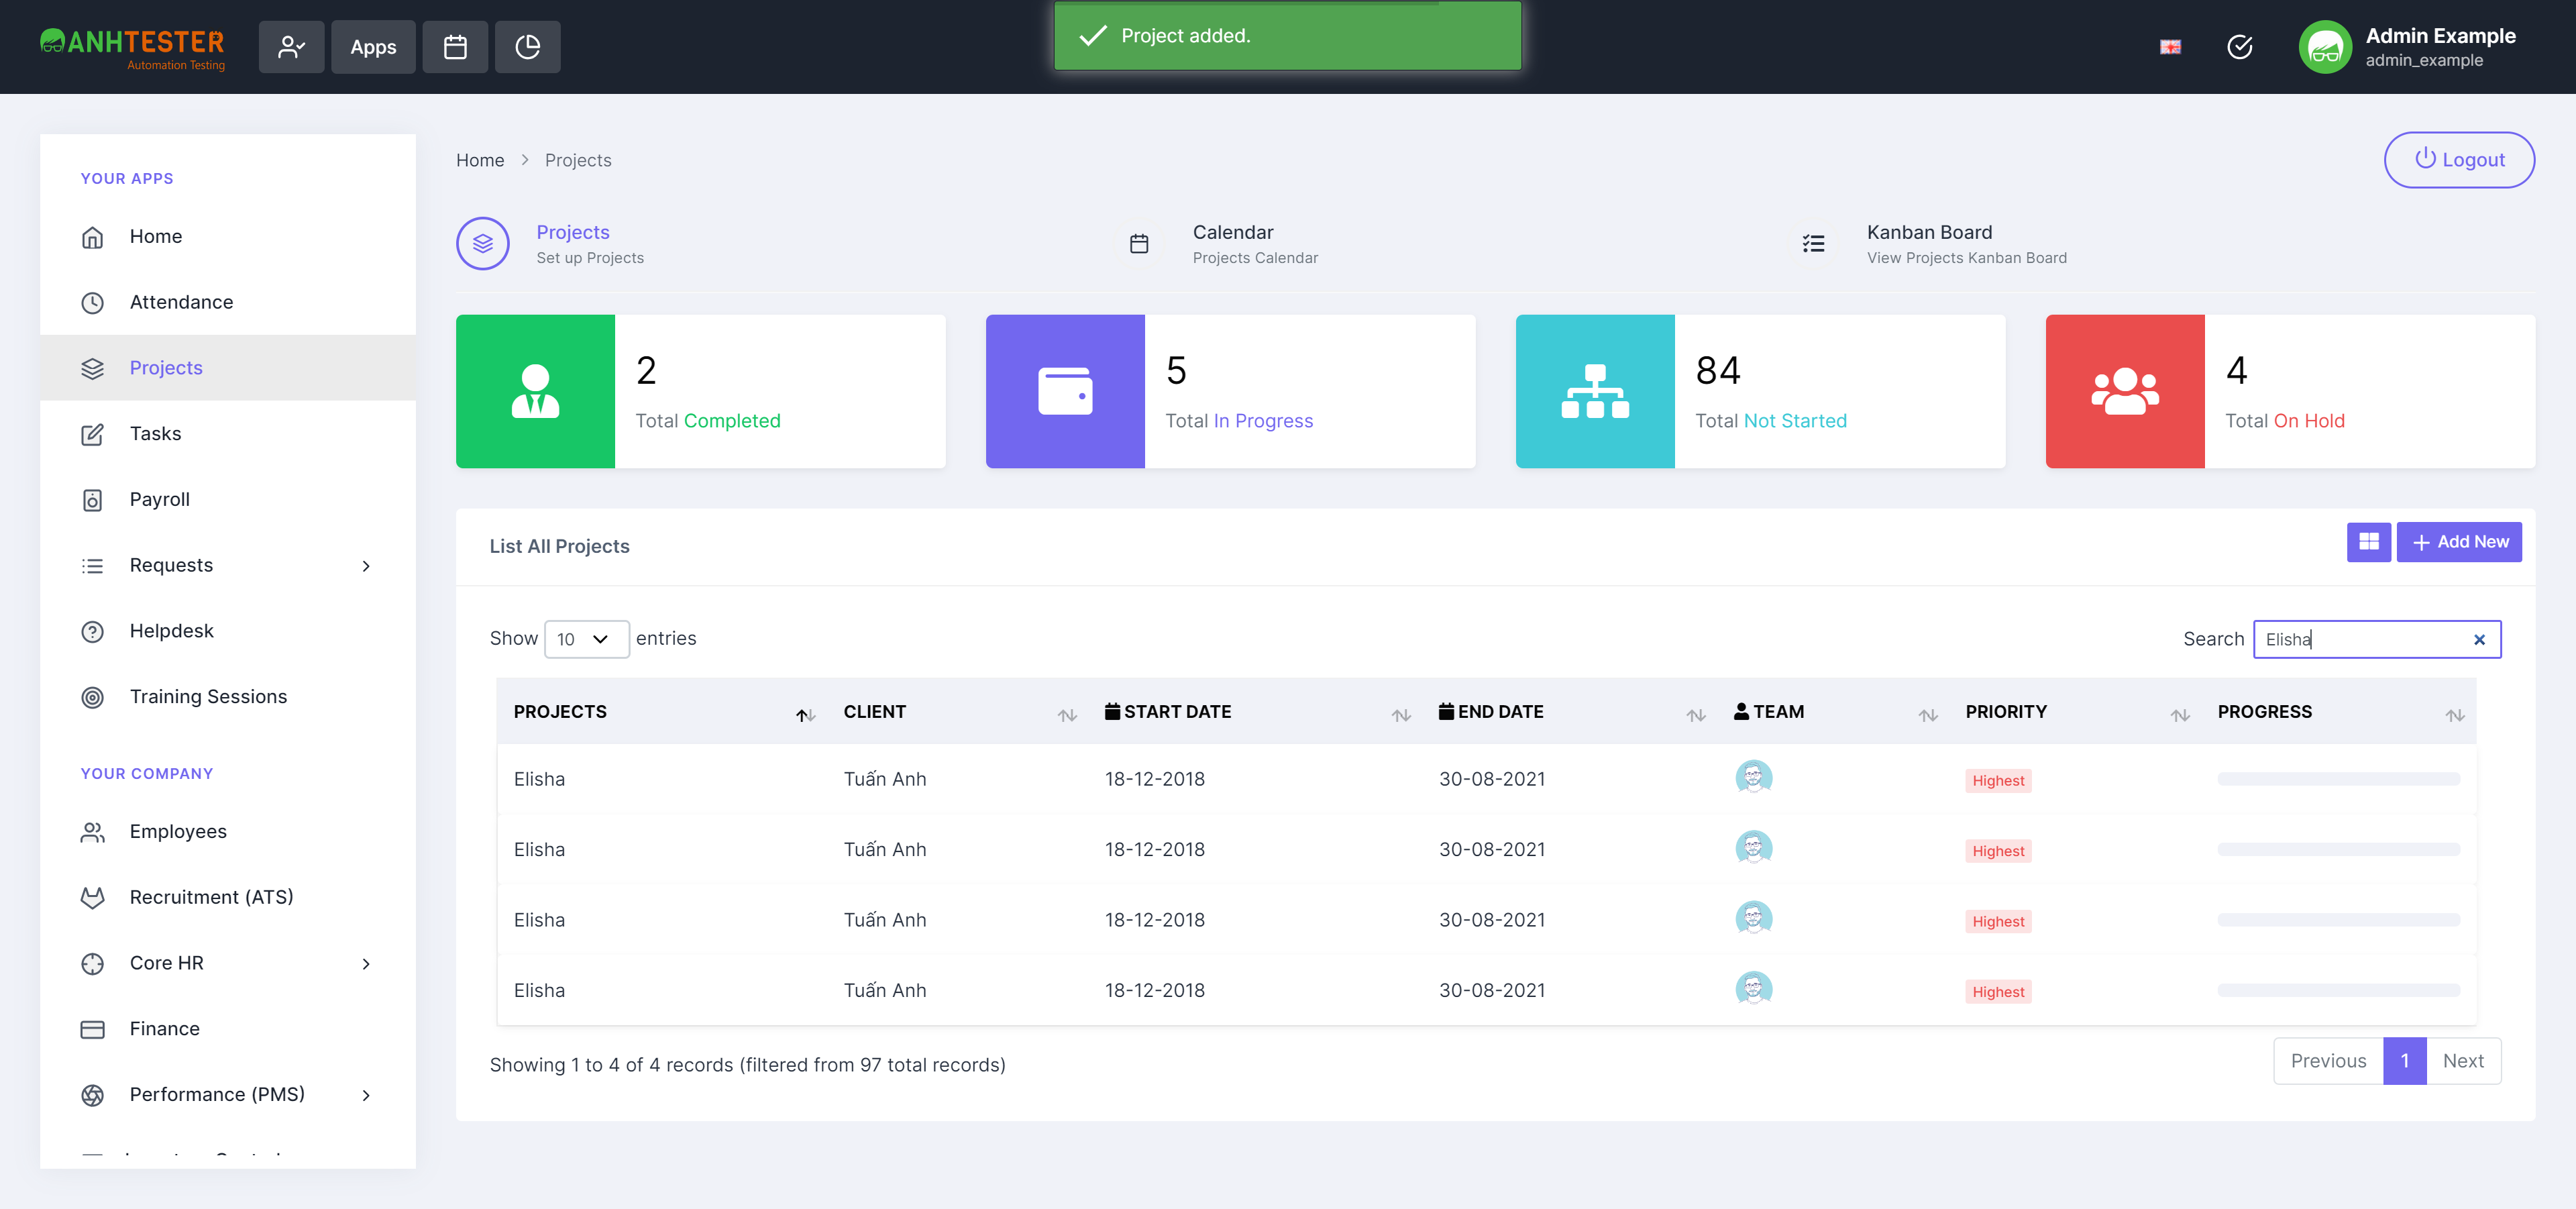 ANHTESTER
Automation Testing
Apps
Project added.
Admin Example
admin_example
YOUR APPS
Home
Attendance
Projects
Tasks
Payroll
Requests
Helpdesk
Training Sessions
YOUR COMPANY
Employees
Recruitment (ATS)
Core HR
Finance
Performance (PMS)
Home > Projects
Logout
Projects
Set up Projects
Calendar
Projects Calendar
Kanban Board
View Projects Kanban Board
2
Total Completed
5
Total In Progress
84
Total Not Started
4
Total On Hold
List All Projects
Add New
Show 10 entries
Search Elisha
PROJECTS CLIENT START DATE END DATE TEAM PRIORITY PROGRESS
Elisha Tuấn Anh 18-12-2018 30-08-2021 Highest
Elisha Tuấn Anh 18-12-2018 30-08-2021 Highest
Elisha Tuấn Anh 18-12-2018 30-08-2021 Highest
Elisha Tuấn Anh 18-12-2018 30-08-2021 Highest
Showing 1 to 4 of 4 records (filtered from 97 total records)
Previous 1 Next